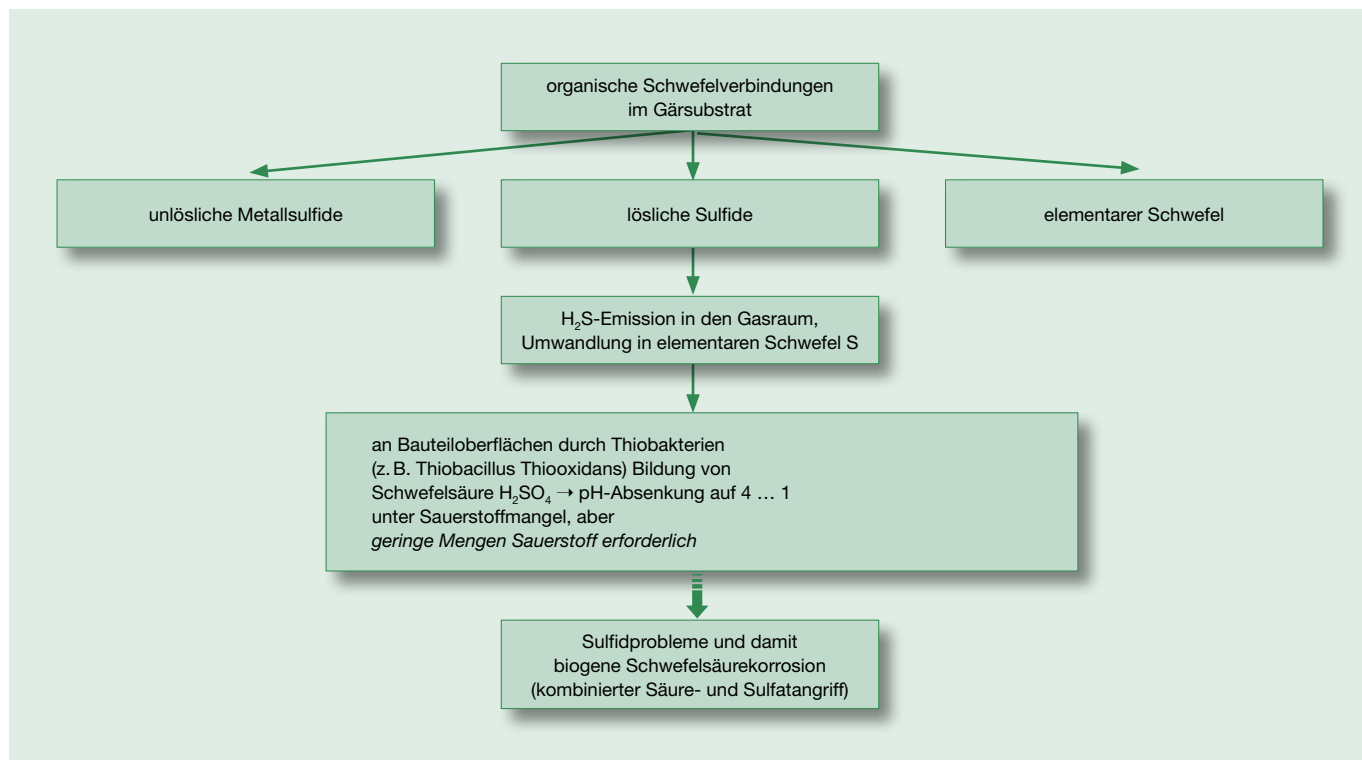 organische Schwefelverbindungen
im Gärsubstrat
unlösliche Metallsulfide
lösliche Sulfide
elementarer Schwefel
H₂S-Emission in den Gasraum,
Umwandlung in elementaren Schwefel S
an Bauteiloberflächen durch Thiobakterien
(z. B. Thiobacillus Thiooxidans) Bildung von
Schwefelsäure H₂SO₄ → pH-Absenkung auf 4 … 1
unter Sauerstoffmangel, aber
geringe Mengen Sauerstoff erforderlich
Sulfidprobleme und damit
biogene Schwefelsäurekorrosion
(kombinierter Säure- und Sulfatangriff)